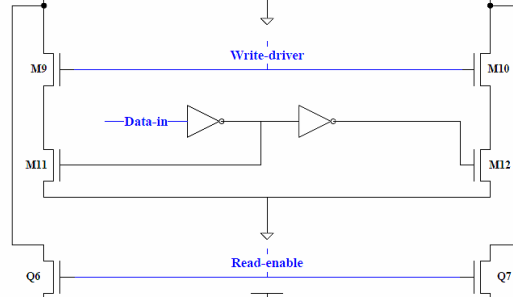 Write-driver
M9 M10
Data-in
M11 M12
Read-enable
Q6 Q7